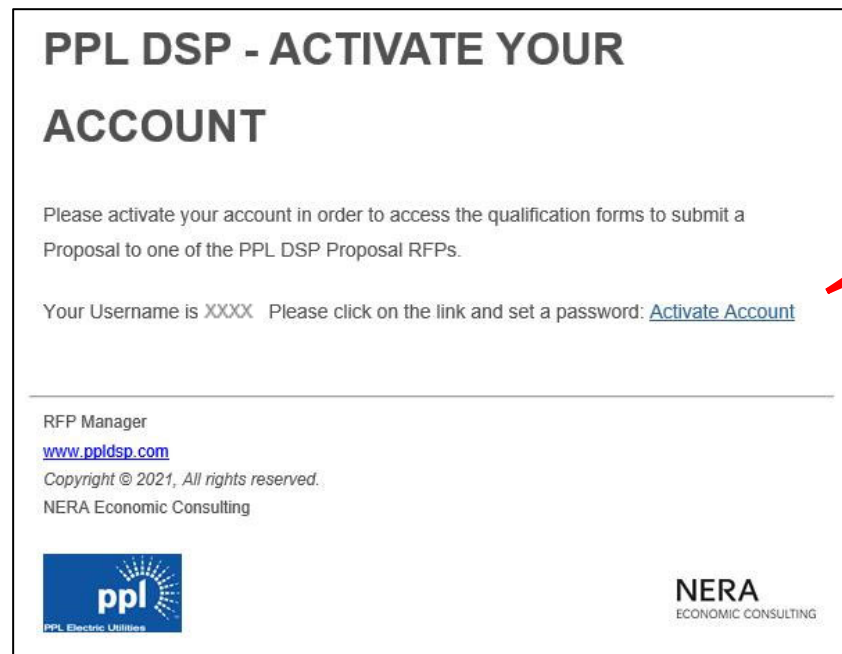 PPL DSP - ACTIVATE YOUR
ACCOUNT
Please activate your account in order to access the qualification forms to submit a
Proposal to one of the PPL DSP Proposal RFPs.
Your Username is XXXX Please click on the link and set a password: Activate Account
RFP Manager
www.ppldsp.com
Copyright © 2021, All rights reserved.
NERA Economic Consulting
ppl
PPL Electric Utilities
NERA
ECONOMIC CONSULTING